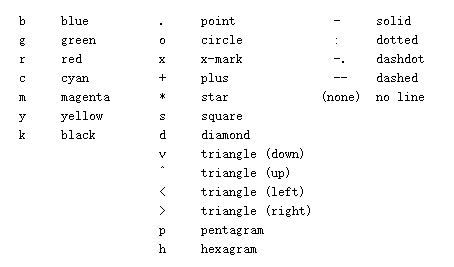 b blue . point - solid
g green o circle : dotted
r red x x-mark -. dashdot
c cyan + plus -- dashed
m magenta * star (none) no line
y yellow s square
k black d diamond
v triangle (down)
^ triangle (up)
< triangle (left)
> triangle (right)
p pentagram
h hexagram